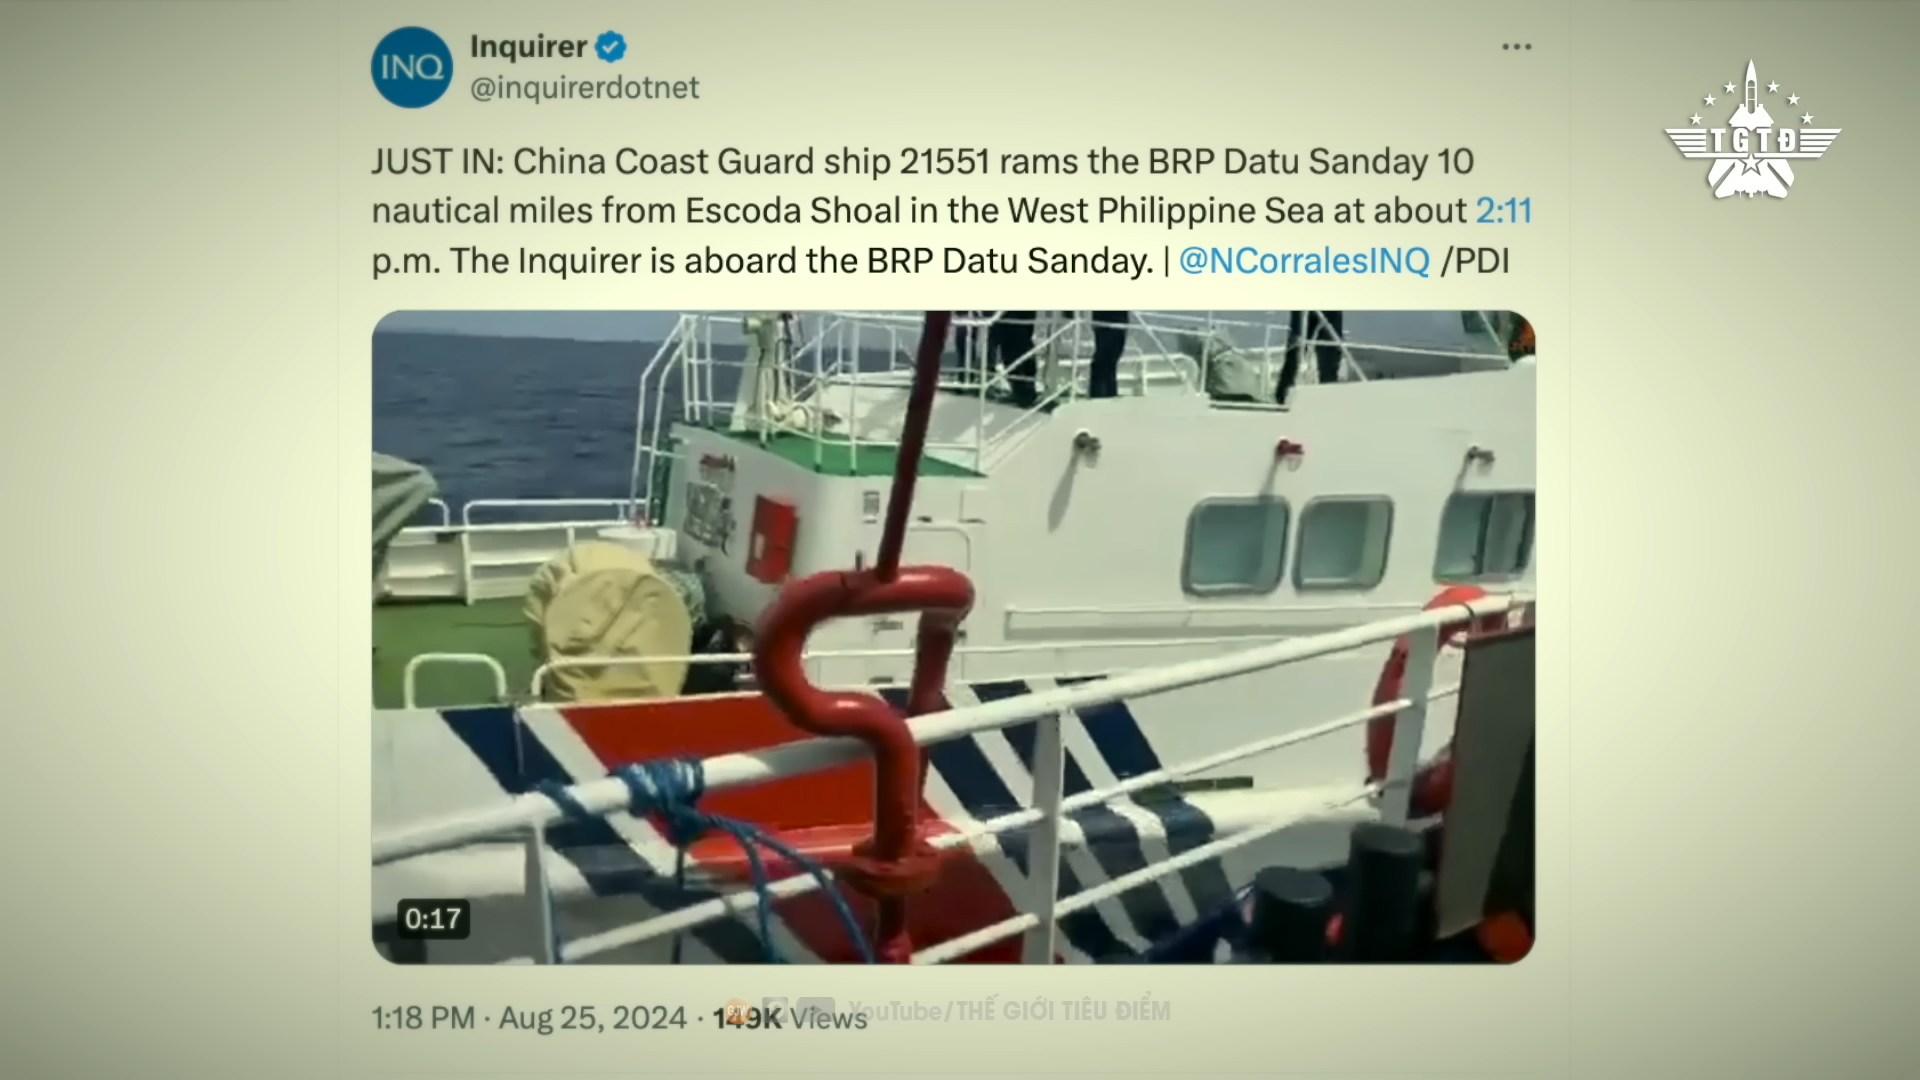 INQ
Inquirer
@inquirerdotnet
JUST IN: China Coast Guard ship 21551 rams the BRP Datu Sanday 10
nautical miles from Escoda Shoal in the West Philippine Sea at about 2:11
p.m. The Inquirer is aboard the BRP Datu Sanday. | @NCorralesINQ /PDI
TGTĐ
0:17
1:18 PM · Aug 25, 2024 · 149K Views
YouTube/THẾ GIỚI TIÊU ĐIỂM